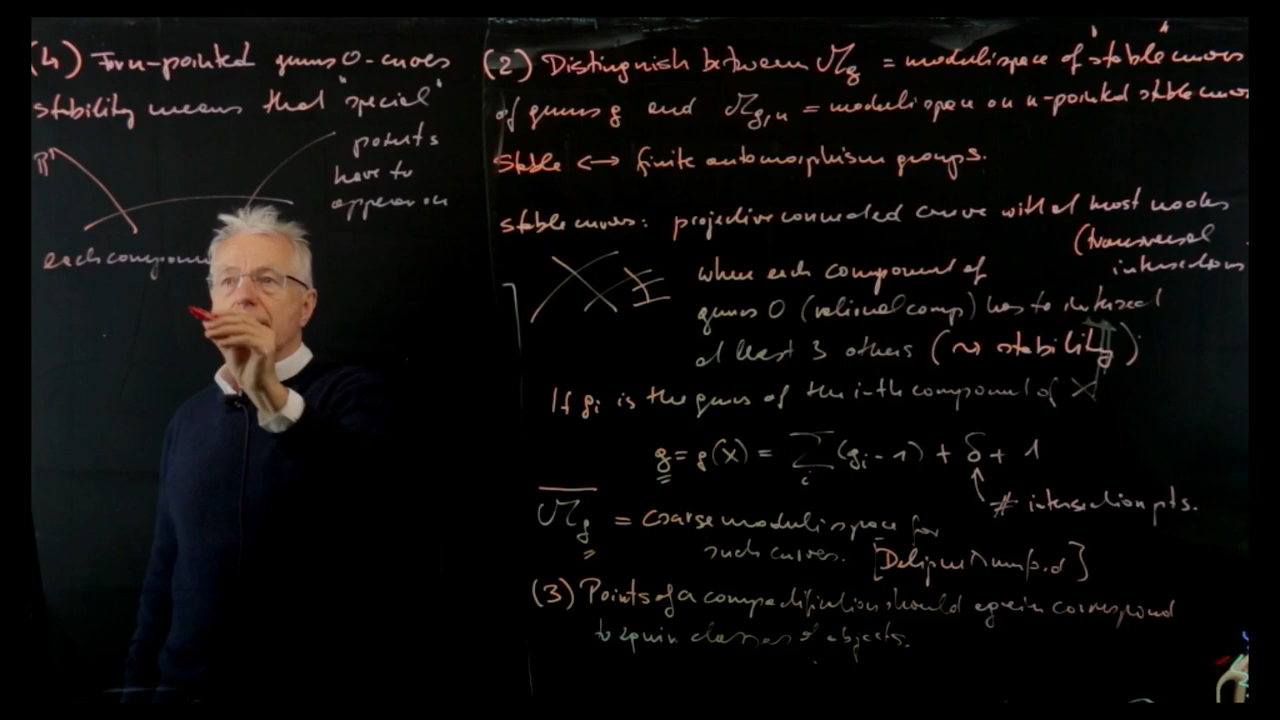 (4) For n-pointed genus 0-curves
stability means that "special"
points
have to
appear on
P¹
each compon
(2) Distinguish between M_g = moduli space of "stable" curves
of genus g and M_{g,n} = moduli space on n-pointed stable curves
Stable ⟷ finite automorphism groups.
stable curves: projective connected curve with at most nodes
(transversal
intersections
where each component of
genus 0 (rational comp) has to intersect
at least 3 others (~> stability)
If g_i is the genus of the i-th component of X
g = g(X) = Σ_i (g_i - 1) + δ + 1
# intersection pts.
\overline{M}_g = coarse moduli space for
such curves. [Deligne Mumford]
(3) Points of a compactification should again correspond
to equiv classes of objects.